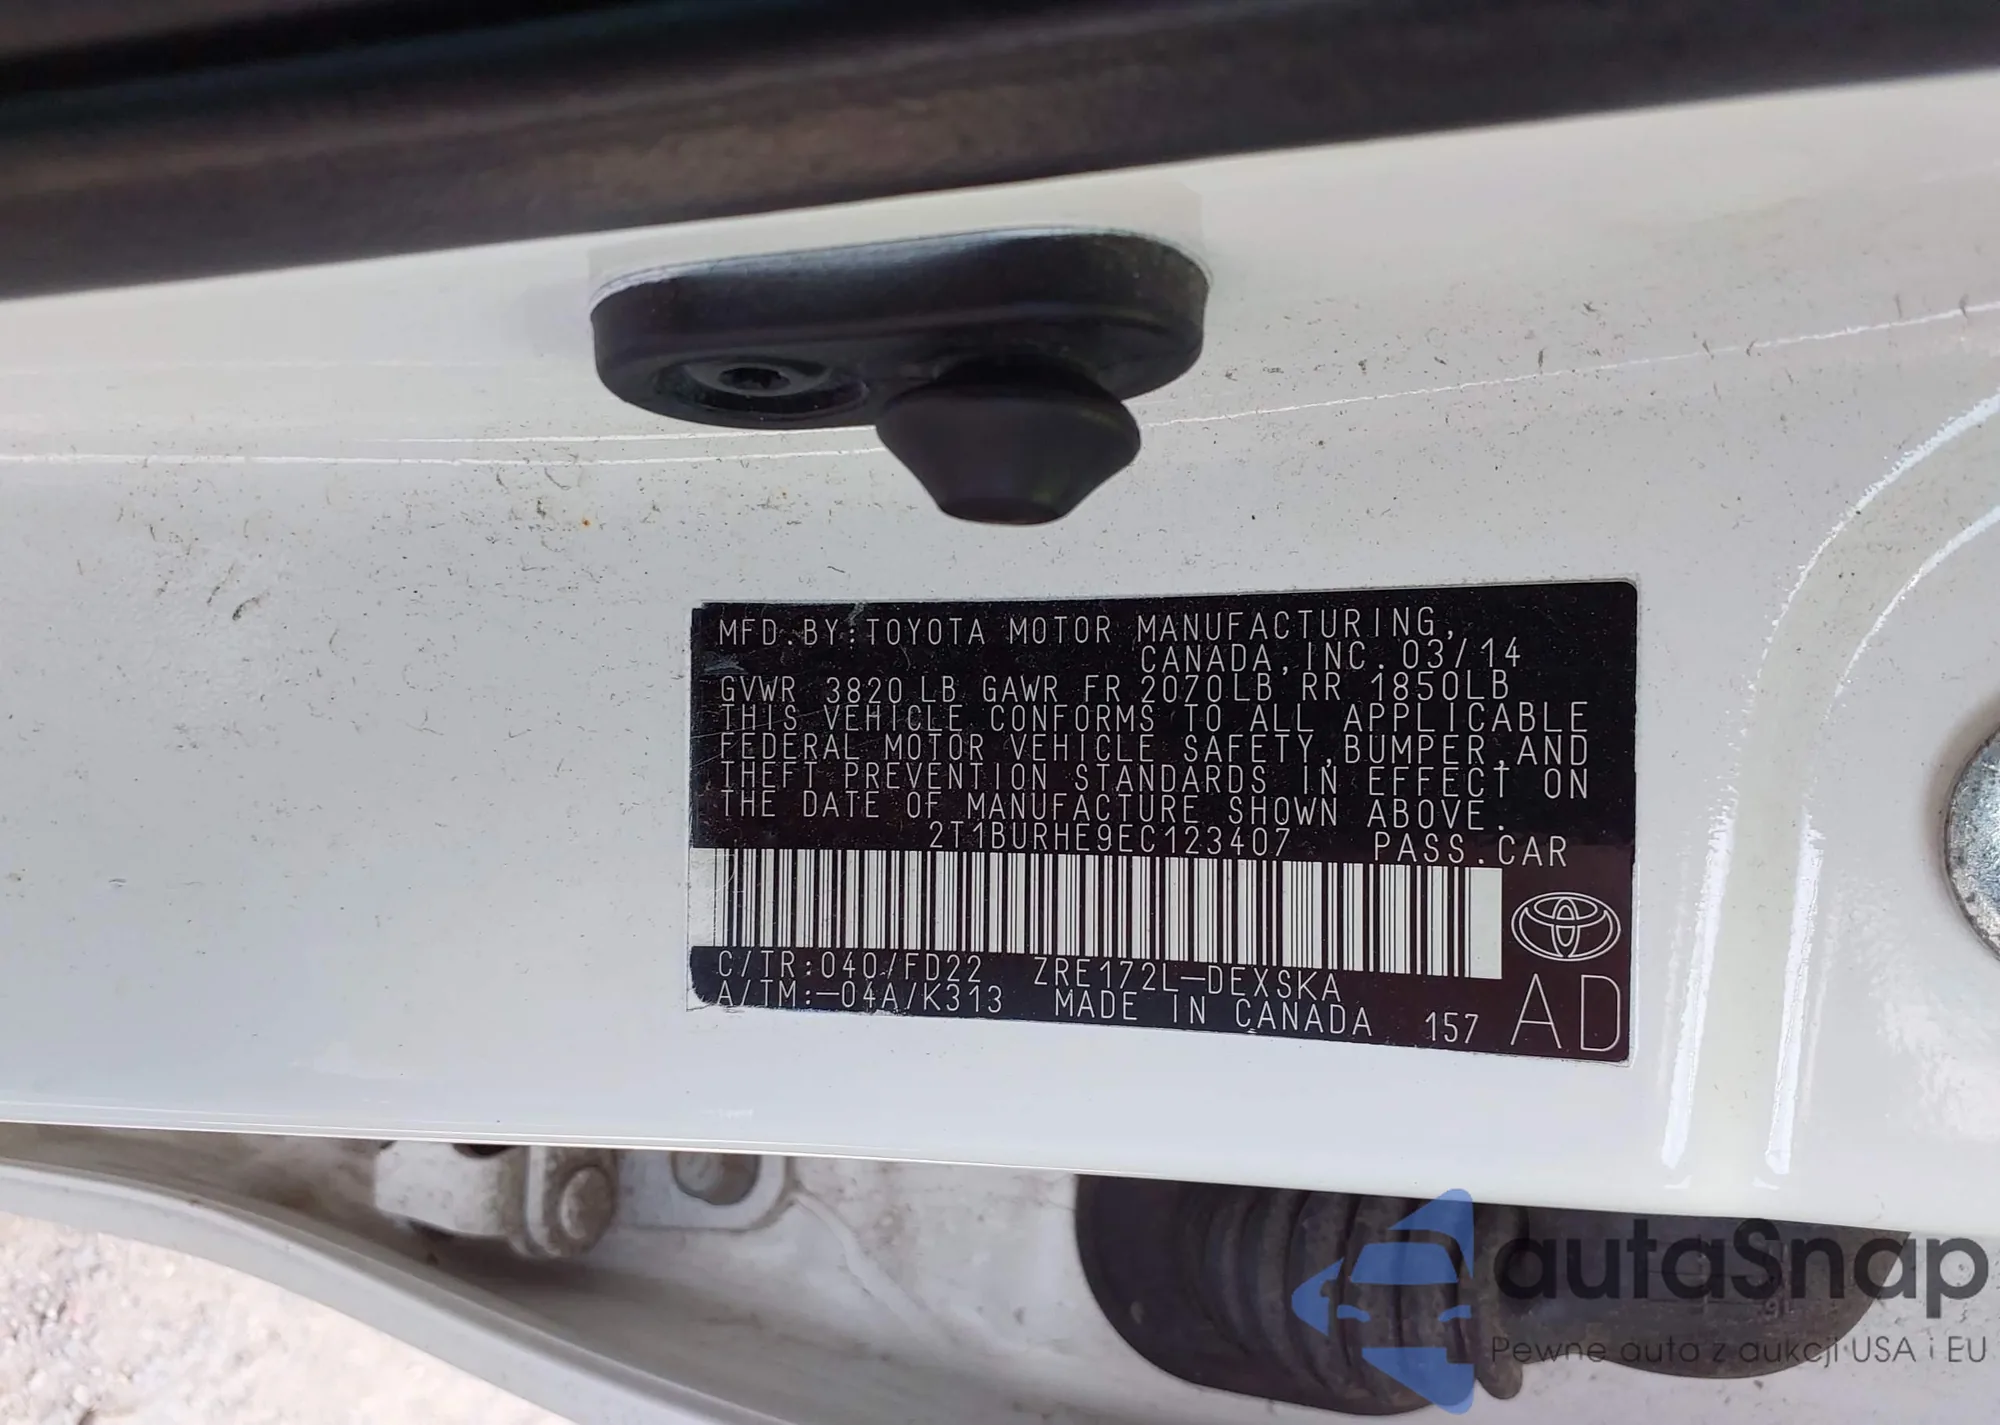 MFD.BY:TOYOTA MOTOR MANUFACTURING,
CANADA,INC. 03/14
GVWR 3820 LB GAWR FR 2070LB RR 1850LB
THIS VEHICLE CONFORMS TO ALL APPLICABLE
FEDERAL MOTOR VEHICLE SAFETY,BUMPER,AND
THEFT PREVENTION STANDARDS IN EFFECT ON
THE DATE OF MANUFACTURE SHOWN ABOVE.
2T1BURHE9EC123407 PASS.CAR
C/TR:040/FD22 ZRE172L-DEXSKA
A/TM:-04A/K313 MADE IN CANADA 157 AD
autaSnap
Pewne auta z aukcji USA i EU